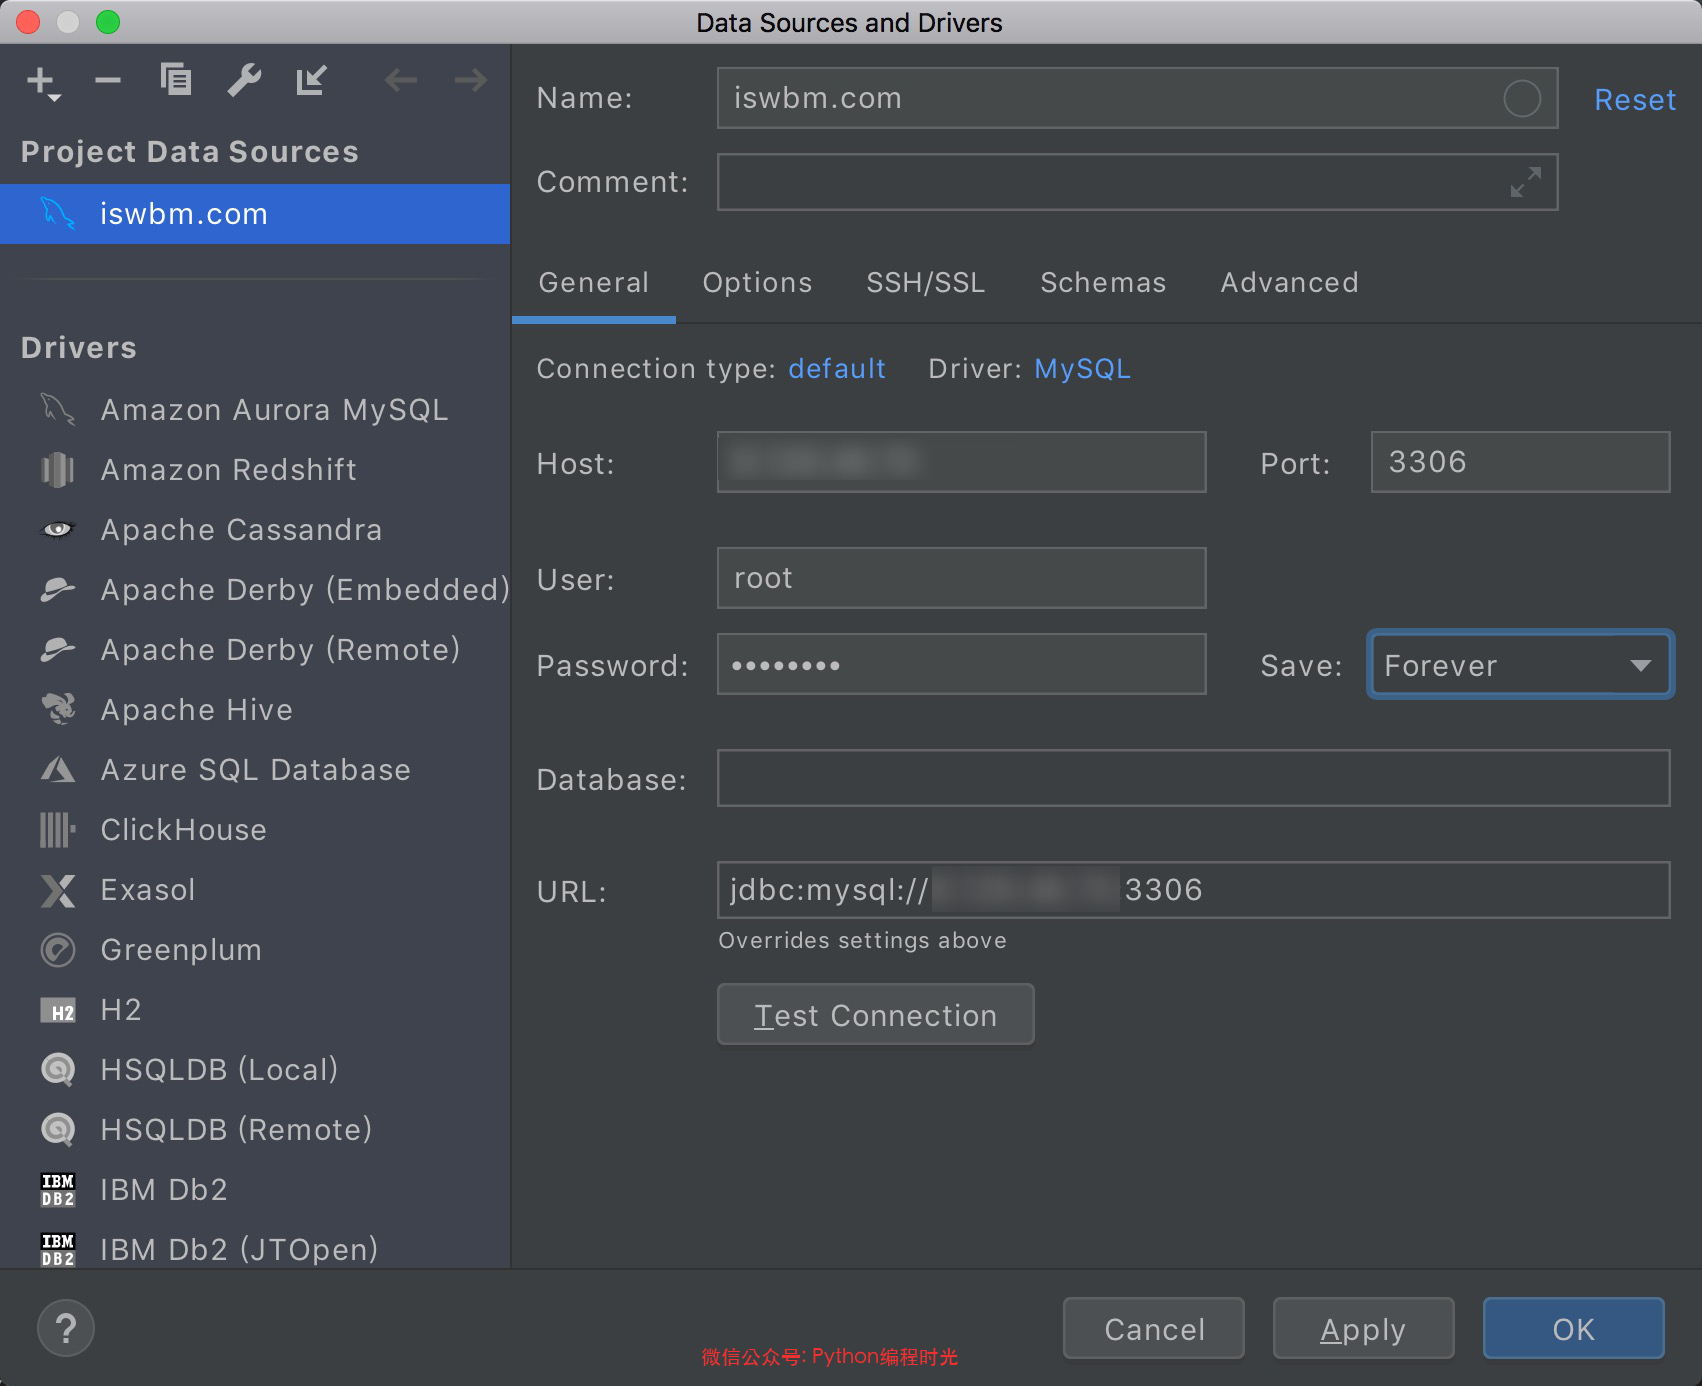 Data Sources and Drivers
Project Data Sources
iswbm.com
Drivers
Amazon Aurora MySQL
Amazon Redshift
Apache Cassandra
Apache Derby (Embedded)
Apache Derby (Remote)
Apache Hive
Azure SQL Database
ClickHouse
Exasol
Greenplum
H2 H2
HSQLDB (Local)
HSQLDB (Remote)
IBM DB2 IBM Db2
IBM DB2 IBM Db2 (JTOpen)
Name: iswbm.com Reset
Comment:
General Options SSH/SSL Schemas Advanced
Connection type: default Driver: MySQL
Host: Port: 3306
User: root
Password: •••••••• Save: Forever
Database:
URL: jdbc:mysql:// 3306
Overrides settings above
Test Connection
?
Cancel Apply OK
微信公众号: Python编程时光